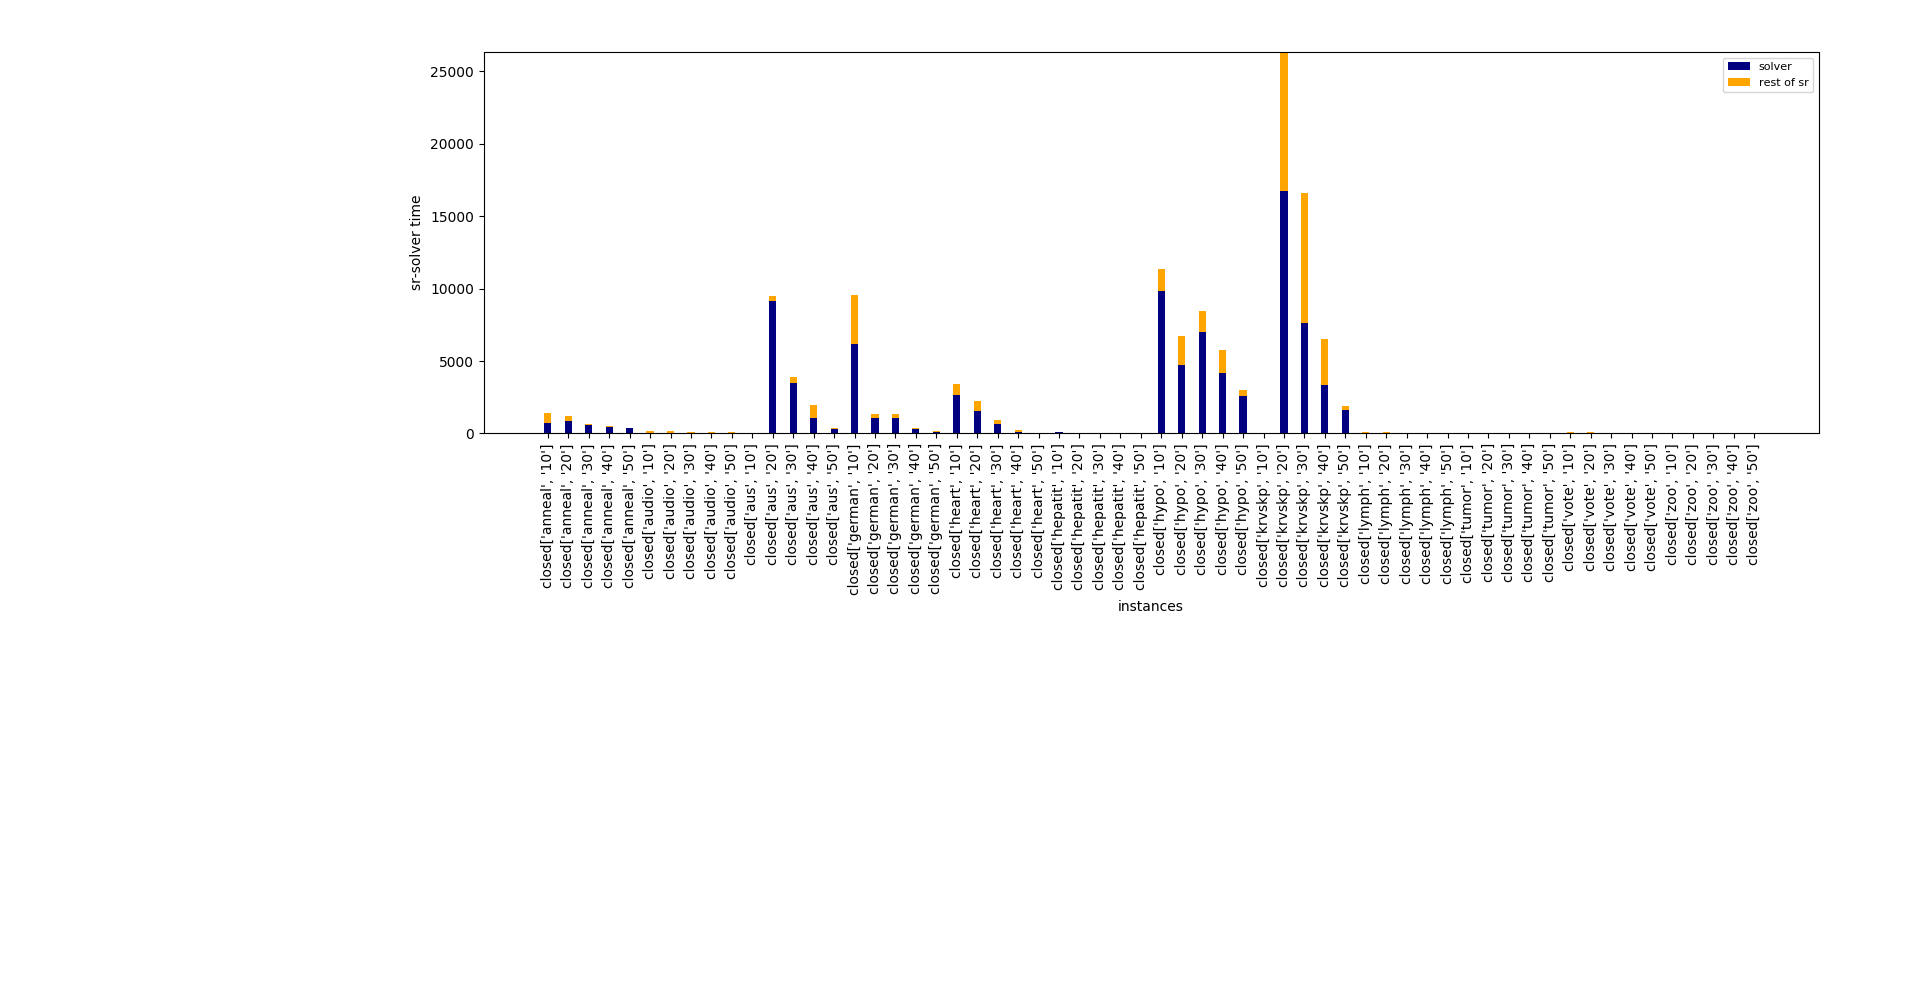 solver
rest of sr
25000
20000
15000
10000
5000
0
sr-solver time
closed['anneal', '10']
closed['anneal', '20']
closed['anneal', '30']
closed['anneal', '40']
closed['anneal', '50']
closed['audio', '10']
closed['audio', '20']
closed['audio', '30']
closed['audio', '40']
closed['audio', '50']
closed['aus', '10']
closed['aus', '20']
closed['aus', '30']
closed['aus', '40']
closed['aus', '50']
closed['german', '10']
closed['german', '20']
closed['german', '30']
closed['german', '40']
closed['german', '50']
closed['heart', '10']
closed['heart', '20']
closed['heart', '30']
closed['heart', '40']
closed['heart', '50']
closed['hepatit', '10']
closed['hepatit', '20']
closed['hepatit', '30']
closed['hepatit', '40']
closed['hepatit', '50']
closed['hypo', '10']
closed['hypo', '20']
closed['hypo', '30']
closed['hypo', '40']
closed['hypo', '50']
closed['krvskp', '10']
closed['krvskp', '20']
closed['krvskp', '30']
closed['krvskp', '40']
closed['krvskp', '50']
closed['lymph', '10']
closed['lymph', '20']
closed['lymph', '30']
closed['lymph', '40']
closed['lymph', '50']
closed['tumor', '10']
closed['tumor', '20']
closed['tumor', '30']
closed['tumor', '40']
closed['tumor', '50']
closed['vote', '10']
closed['vote', '20']
closed['vote', '30']
closed['vote', '40']
closed['vote', '50']
closed['zoo', '10']
closed['zoo', '20']
closed['zoo', '30']
closed['zoo', '40']
closed['zoo', '50']
instances